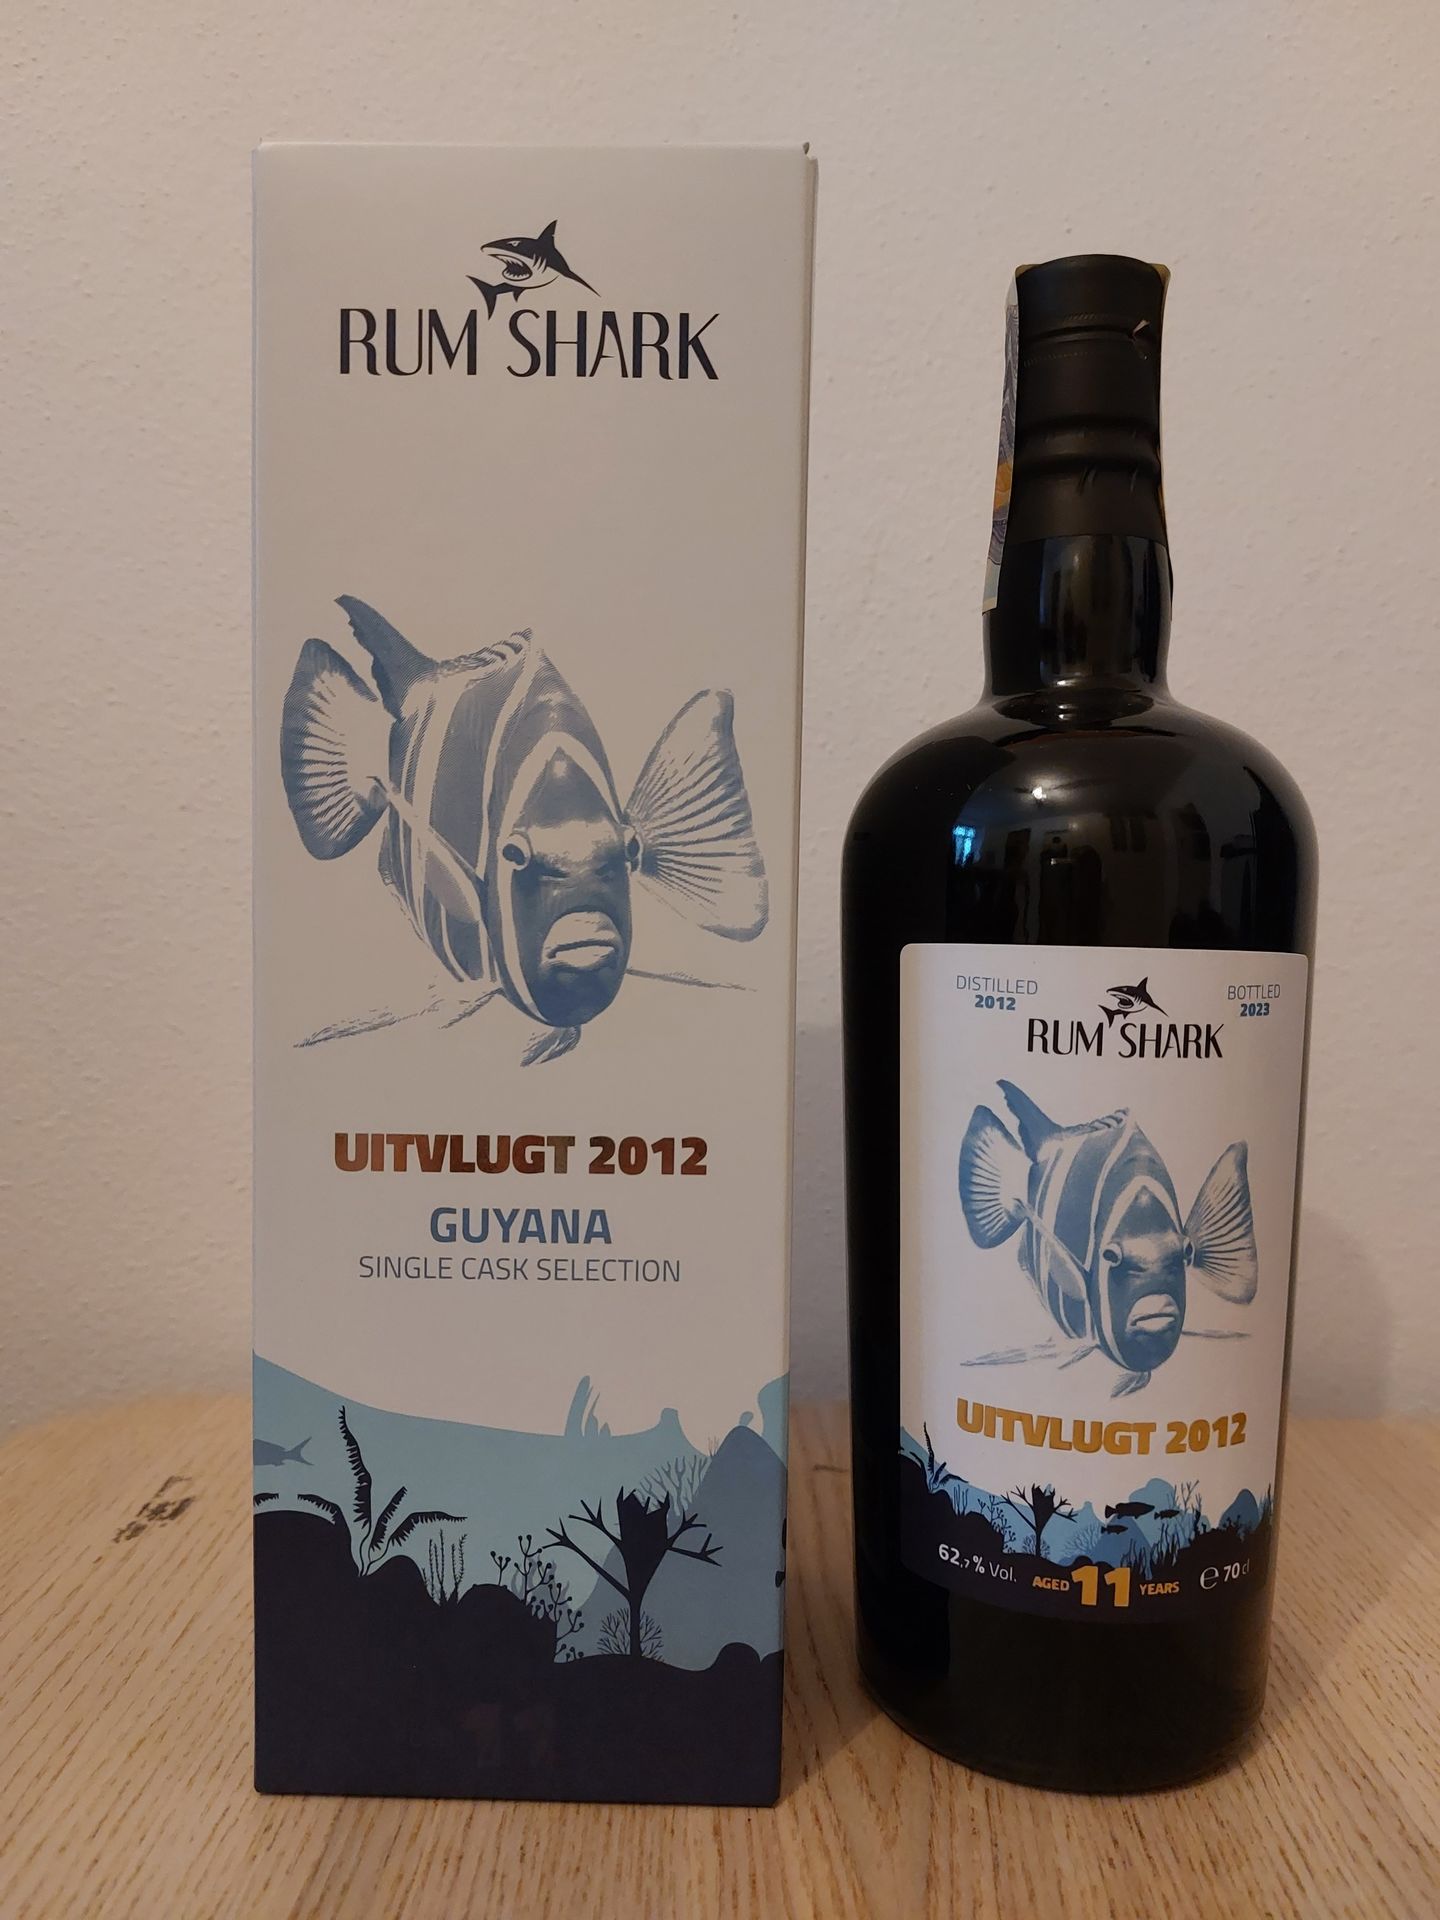 RUM SHARK
UITVLUGT 2012
GUYANA
SINGLE CASK SELECTION
11
DISTILLED
2012
BOTTLED
2023
RUM SHARK
UITVLUGT 2012
62,7% Vol.
AGED 11 YEARS
℮ 70 cl